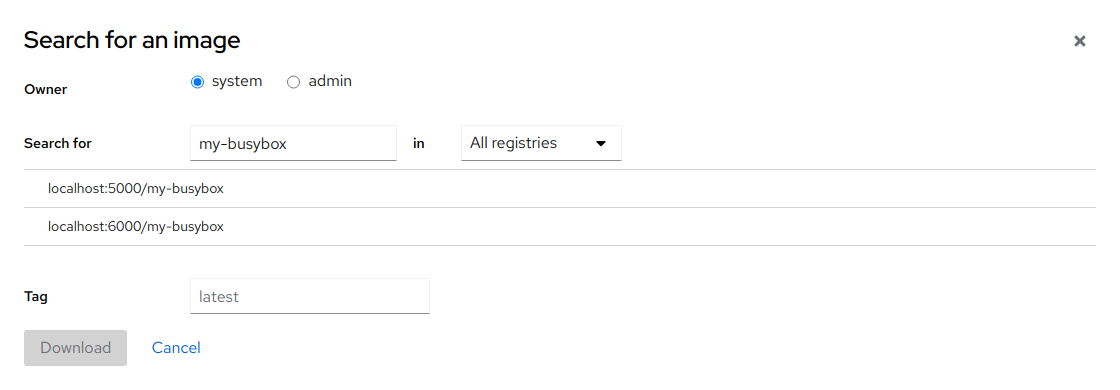 Search for an image
Owner system admin
Search for my-busybox in All registries
localhost:5000/my-busybox
localhost:6000/my-busybox
Tag latest
Download Cancel